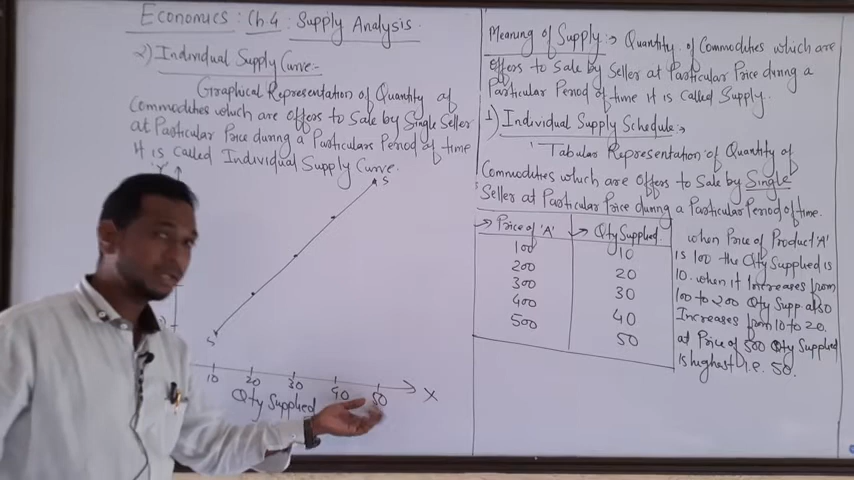 Economics: Ch.4: Supply Analysis.
2) Individual Supply Curve:-
Graphical Representation of Quantity of
Commodities which are offers to Sale by Single Seller
at Particular Price during a Particulars Period of time
It is Called Individual Supply Curve.
Y
S
S
10 20 30 40 50 X
Qty Supplied
Meaning of Supply :→ Quantity of Commodities which are
offers to Sale by Seller at Particular Price during a
Particular Period of time It is Called Supply.
1) Individual Supply Schedule:→
Tabular Representation of Quantity of
Commodities which are offers to Sale by Single
Seller at Particular Price during a Particular Period of time.
→ Price of 'A' → Qty Supplied
100 10
200 20
300 30
400 40
500 50
when Price of Product 'A'
is 100 the Qty Supplied is
10. when it Increases from
100 to 200 Qty Supp. also
Increases from 10 to 20.
at Price of 500 Qty Supplied
is highest i.e. 50.